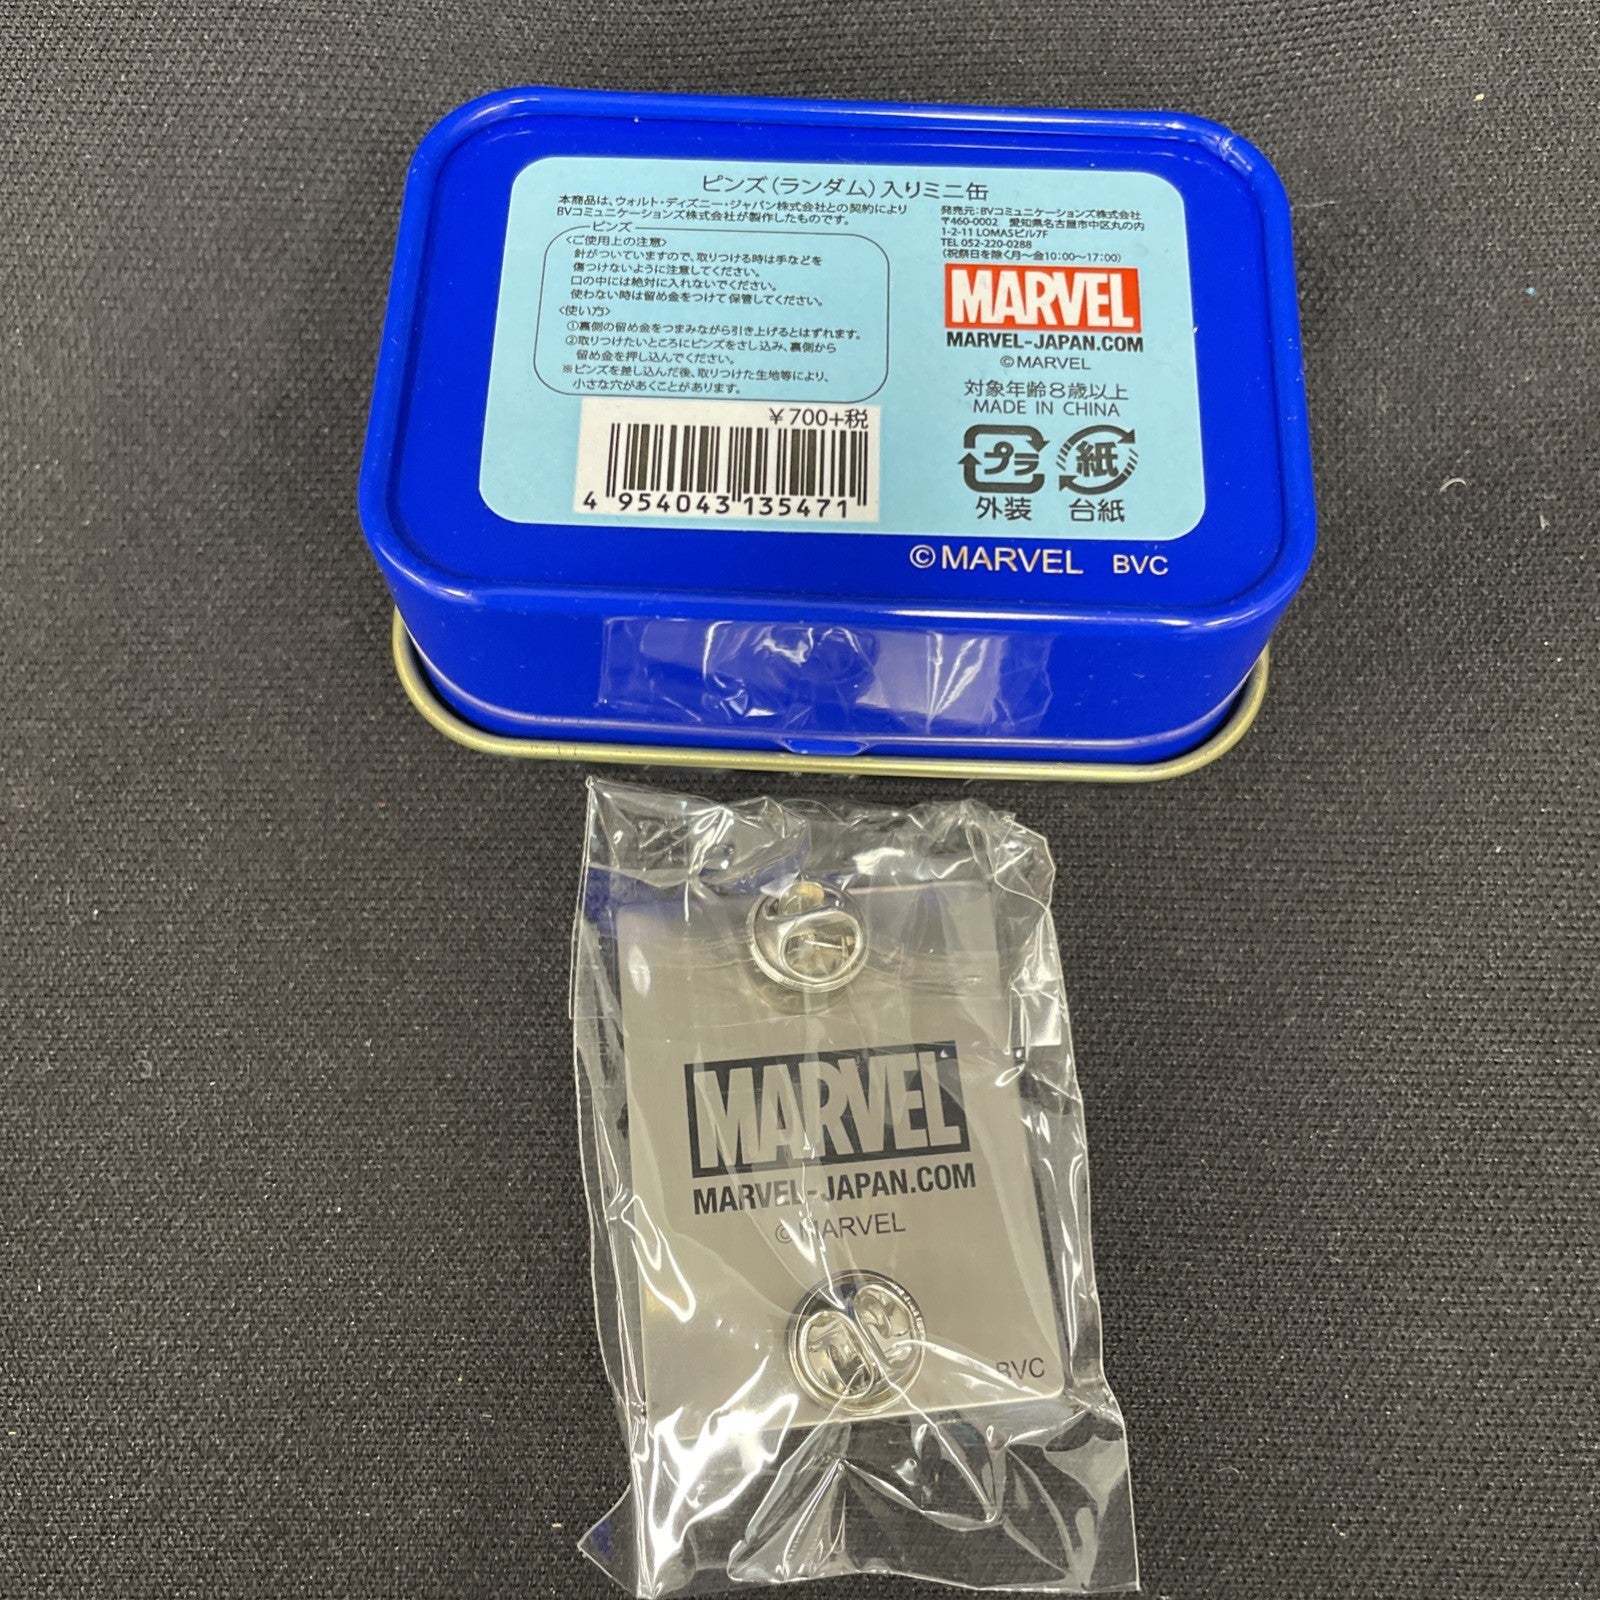 ピンズ(ランダム)入りミニ缶
本商品は、ウォルト・ディズニー・ジャパン株式会社との契約により
BVコミュニケーションズ株式会社が製作したものです。
ピンズ
〈ご使用上の注意〉
針がついていますので、取りつける時は手などを
傷つけないように注意してください。
口の中には絶対に入れないでください。
使わない時は留め金をつけて保管してください。
〈使い方〉
①裏側の留め金をつまみながら引き上げるとはずれます。
②取りつけたいところにピンズをさし込み、裏側から
留め金を押し込んでください。
※ピンズを差し込んだ後、取りつけた生地等により、
小さな穴があくことがあります。
¥700+税
4 954043 135471
発売元:BVコミュニケーションズ株式会社
〒460-0002 愛知県名古屋市中区丸の内
1-2-11 LOMASビル7F
TEL 052-220-0288
(祝祭日を除く月〜金10:00〜17:00)
MARVEL
MARVEL-JAPAN.COM
©MARVEL
対象年齢8歳以上
MADE IN CHINA
プラ 紙
外装 台紙
©MARVEL BVC
MARVEL
MARVEL-JAPAN.COM
©MARVEL
BVC